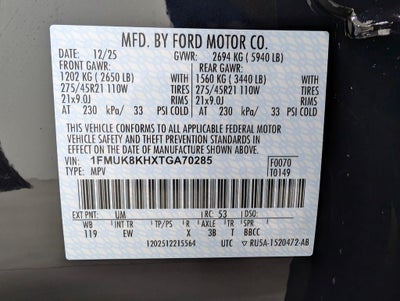 MFD. BY FORD MOTOR CO.
DATE: 12/25 GVWR: 2694 KG ( 5940 LB)
FRONT GAWR: REAR GAWR:
1202 KG ( 2650 LB) 1560 KG ( 3440 LB)
275/45R21 110W TIRES 275/45R21 110W TIRES
21x9.0J RIMS 21x9.0J RIMS
AT 230 kPa/ 33 PSI COLD AT 230 kPa/ 33 PSI COLD
THIS VEHICLE CONFORMS TO ALL APPLICABLE FEDERAL MOTOR
VEHICLE SAFETY AND THEFT PREVENTION STANDARDS IN EFFECT
ON THE DATE OF MANUFACTURE SHOWN ABOVE.
VIN: 1FMUK8KHXTGA70285 F0070
TYPE: MPV T0149
EXT PNT: UM RC: 53 DSO:
WB INT TR TP/PS R AXLE TR SPR
119 EW X 3B T BBCC
1202512215564 UTC RU5A-1520472-AB